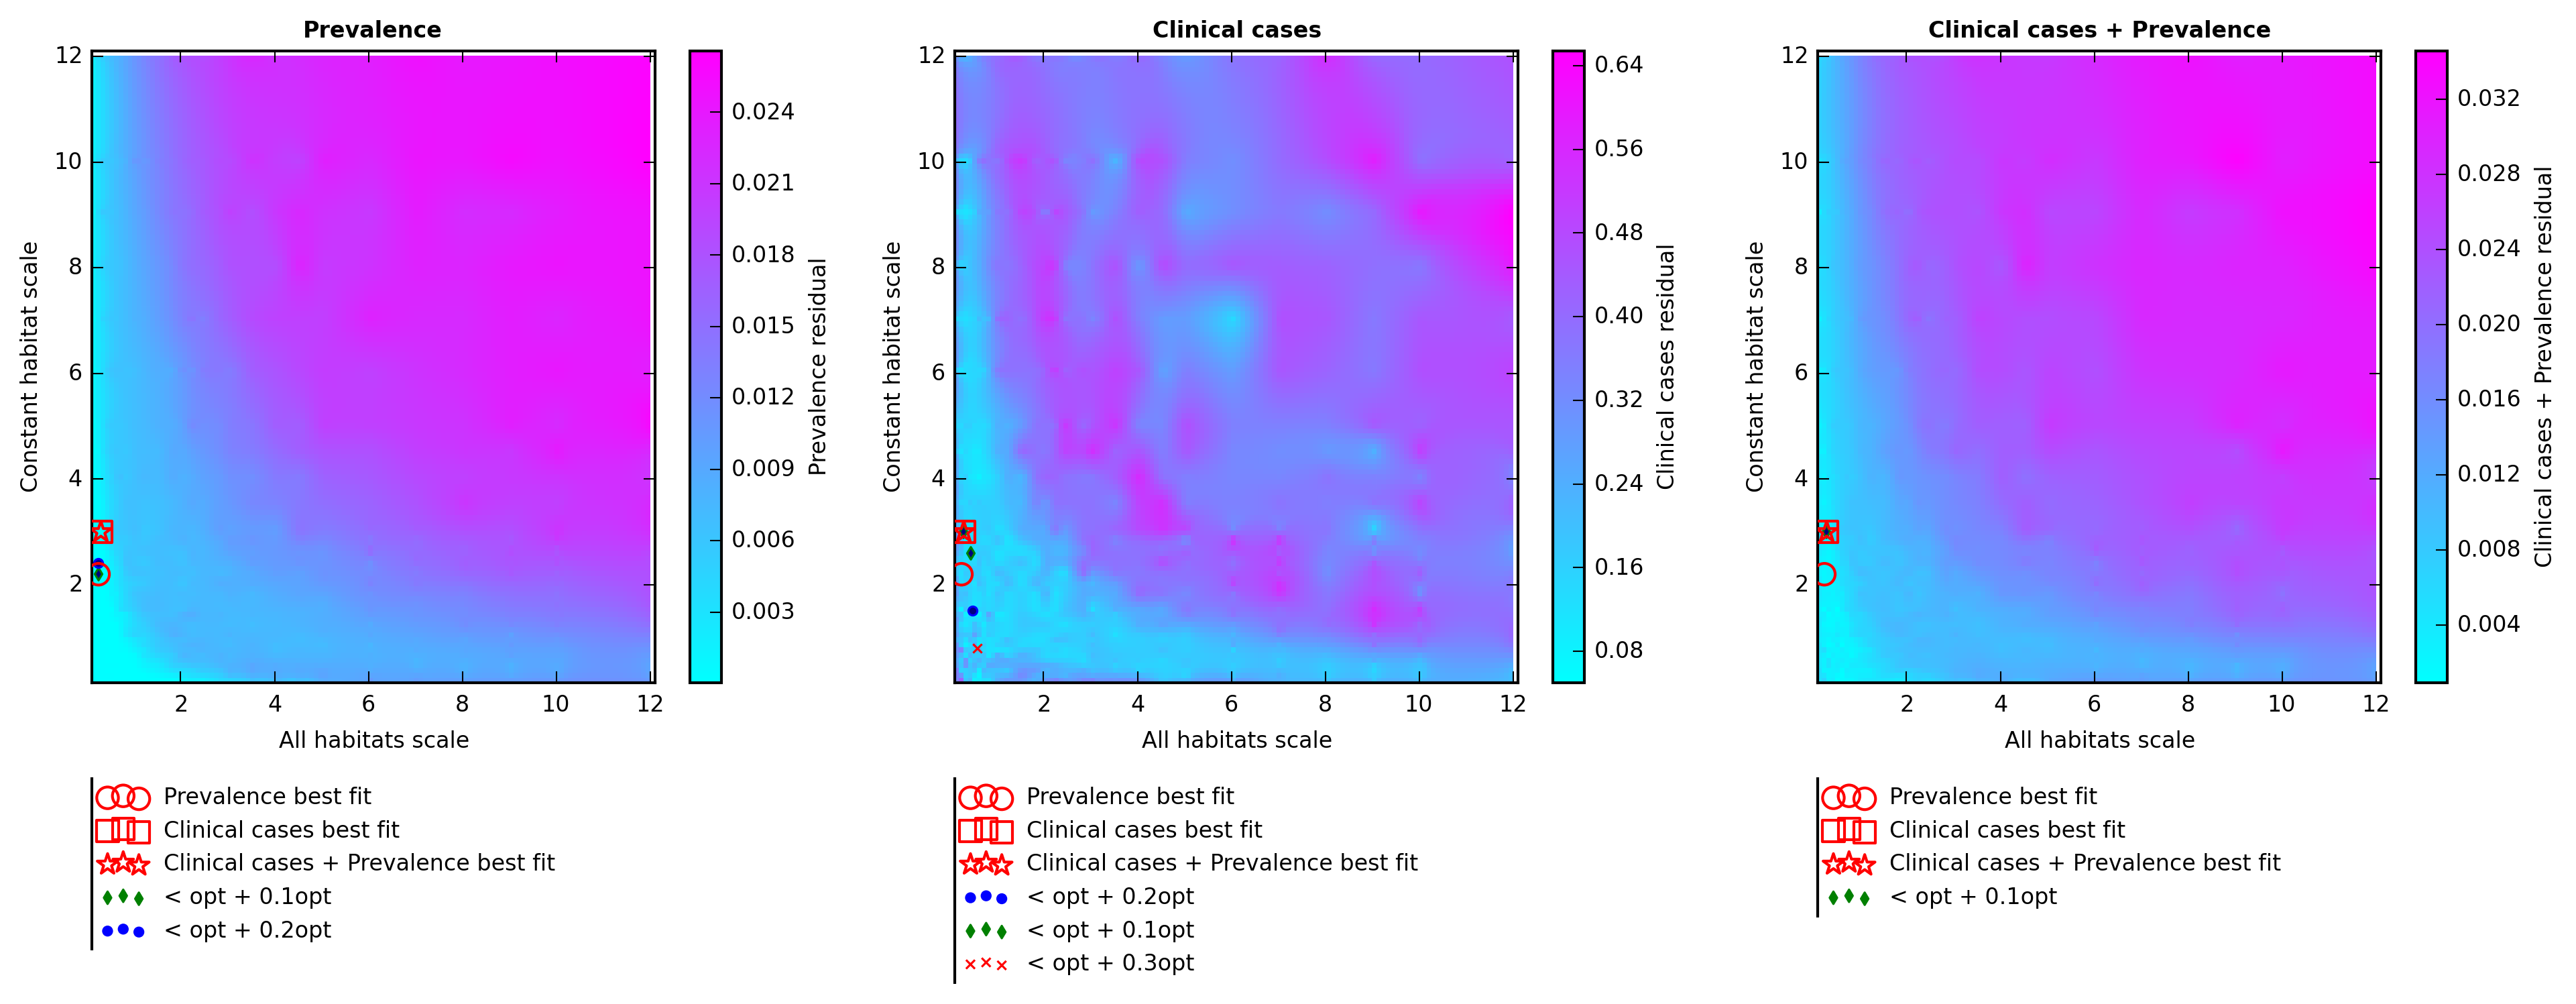 Prevalence
12
10
8
6
4
2
2 4 6 8 10 12
Constant habitat scale
All habitats scale
0.024
0.021
0.018
0.015
0.012
0.009
0.006
0.003
Prevalence residual
Prevalence best fit
Clinical cases best fit
Clinical cases + Prevalence best fit
< opt + 0.1opt
< opt + 0.2opt
Clinical cases
12
10
8
6
4
2
2 4 6 8 10 12
Constant habitat scale
All habitats scale
0.64
0.56
0.48
0.40
0.32
0.24
0.16
0.08
Clinical cases residual
Prevalence best fit
Clinical cases best fit
Clinical cases + Prevalence best fit
< opt + 0.2opt
< opt + 0.1opt
< opt + 0.3opt
Clinical cases + Prevalence
12
10
8
6
4
2
2 4 6 8 10 12
Constant habitat scale
All habitats scale
0.032
0.028
0.024
0.020
0.016
0.012
0.008
0.004
Clinical cases + Prevalence residual
Prevalence best fit
Clinical cases best fit
Clinical cases + Prevalence best fit
< opt + 0.1opt